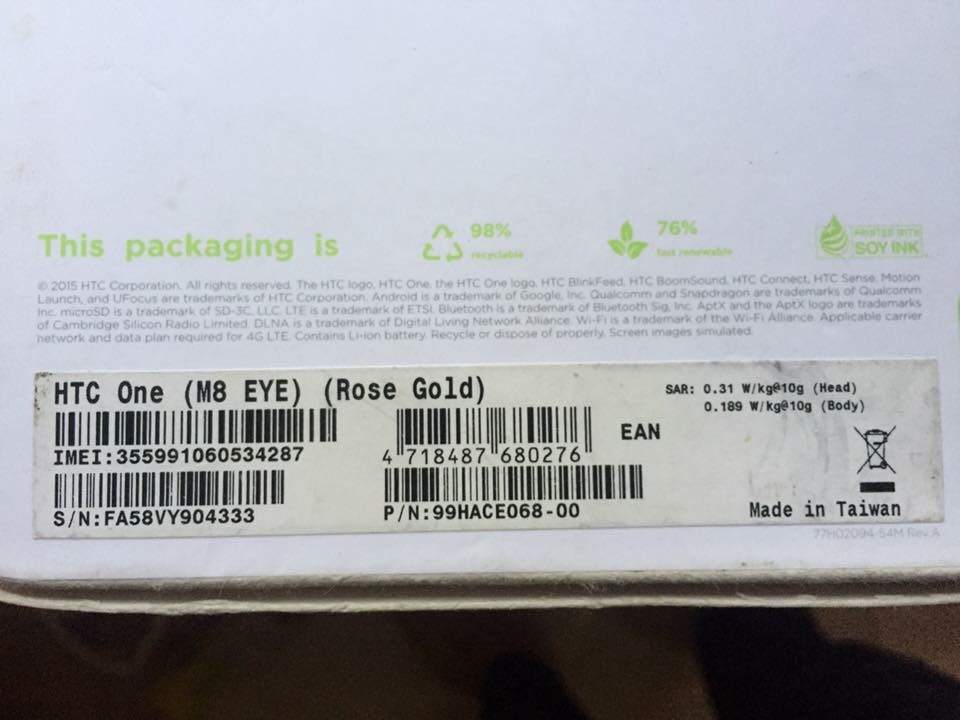 This packaging is
98%
recyclable
76%
fast renewable
PRINTED WITH
SOY INK
© 2015 HTC Corporation. All rights reserved. The HTC logo, HTC One, the HTC One logo, HTC BlinkFeed, HTC BoomSound, HTC Connect, HTC Sense, Motion
Launch, and UFocus are trademarks of HTC Corporation. Android is a trademark of Google, Inc. Qualcomm and Snapdragon are trademarks of Qualcomm
Inc. microSD is a trademark of SD-3C, LLC. LTE is a trademark of ETSI. Bluetooth is a trademark of Bluetooth Sig, Inc. AptX and the AptX logo are trademarks
of Cambridge Silicon Radio Limited. DLNA is a trademark of Digital Living Network Alliance. Wi-Fi is a trademark of the Wi-Fi Alliance. Applicable carrier
network and data plan required for 4G LTE. Contains Li-ion battery. Recycle or dispose of properly. Screen images simulated.
HTC One (M8 EYE) (Rose Gold)
SAR: 0.31 W/kg@10g (Head)
0.189 W/kg@10g (Body)
EAN
IMEI:355991060534287
4 718487 680276
S/N:FA58VY904333
P/N:99HACE068-00
Made in Taiwan
77H02094-54M Rev.A